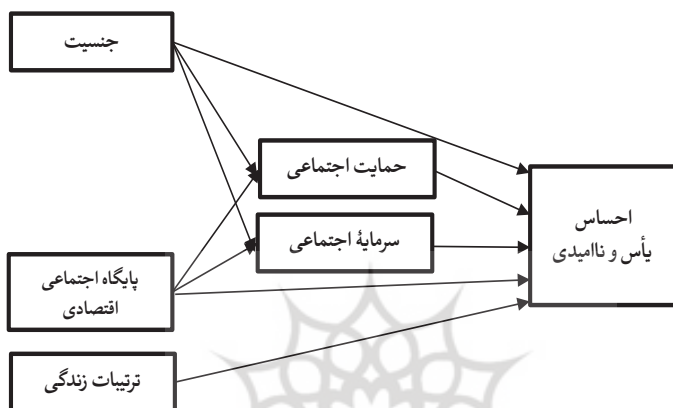 جنسیت
حمایت اجتماعی
سرمایهٔ اجتماعی
احساس
یأس و ناامیدی
پایگاه اجتماعی
اقتصادی
ترتیبات زندگی